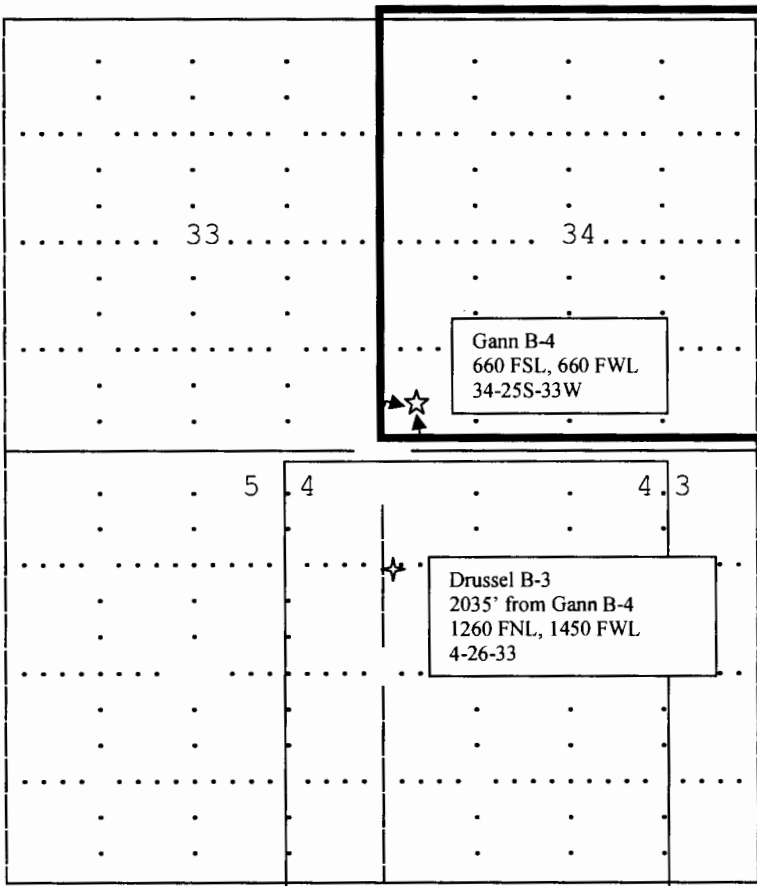 33
34
Gann B-4
660 FSL, 660 FWL
34-25S-33W
5 4
4 3
Drussel B-3
2035' from Gann B-4
1260 FNL, 1450 FWL
4-26-33